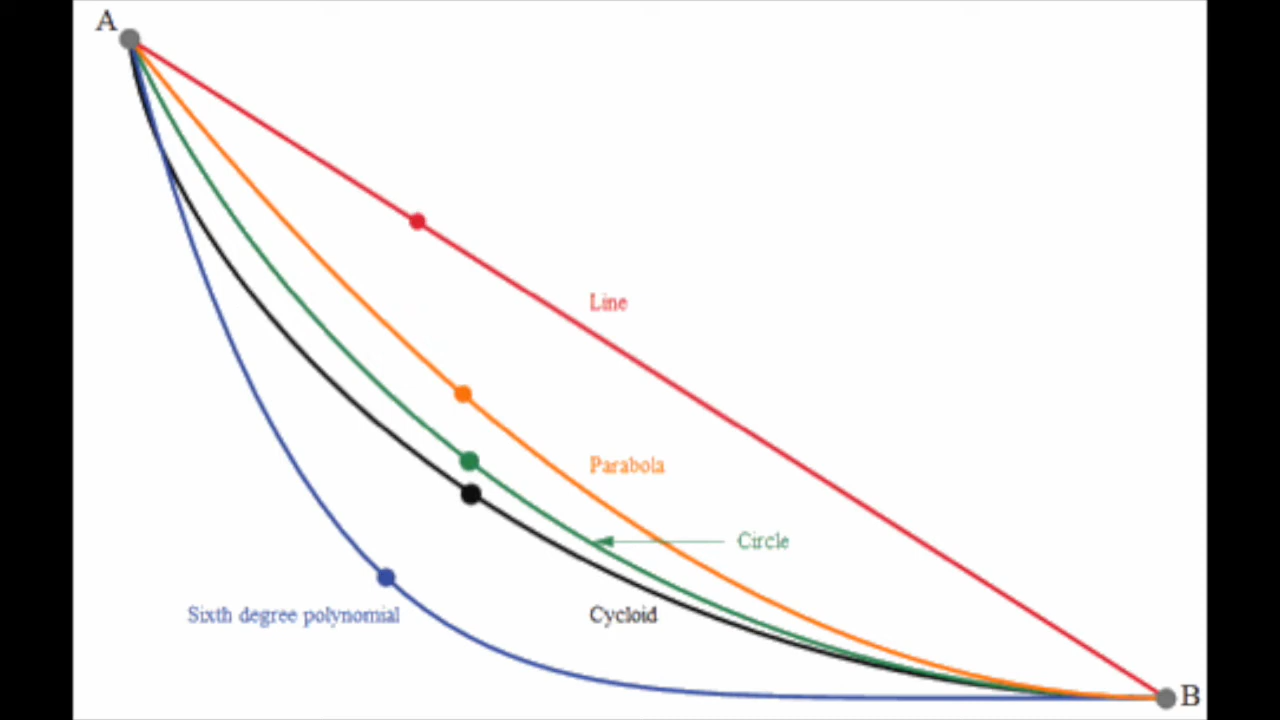 A
Line
Parabola
Circle
Sixth degree polynomial
Cycloid
B